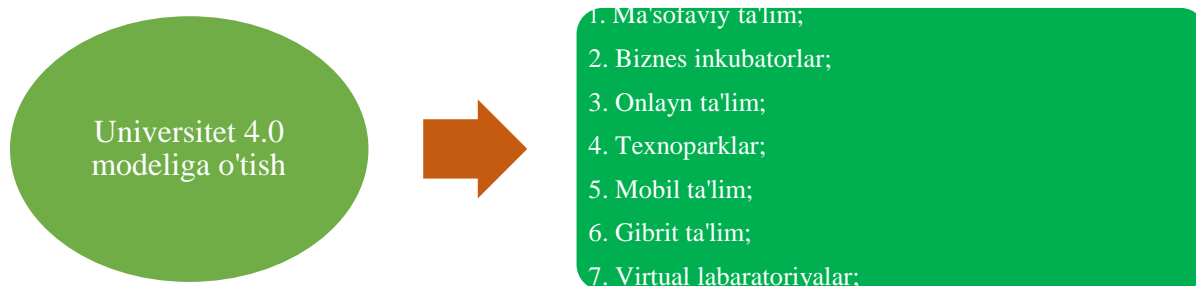 Universitet 4.0
modeliga o'tish
1. Ma'sofaviy ta'lim;
2. Biznes inkubatorlar;
3. Onlayn ta'lim;
4. Texnoparklar;
5. Mobil ta'lim;
6. Gibrit ta'lim;
7. Virtual labaratoriyalar;